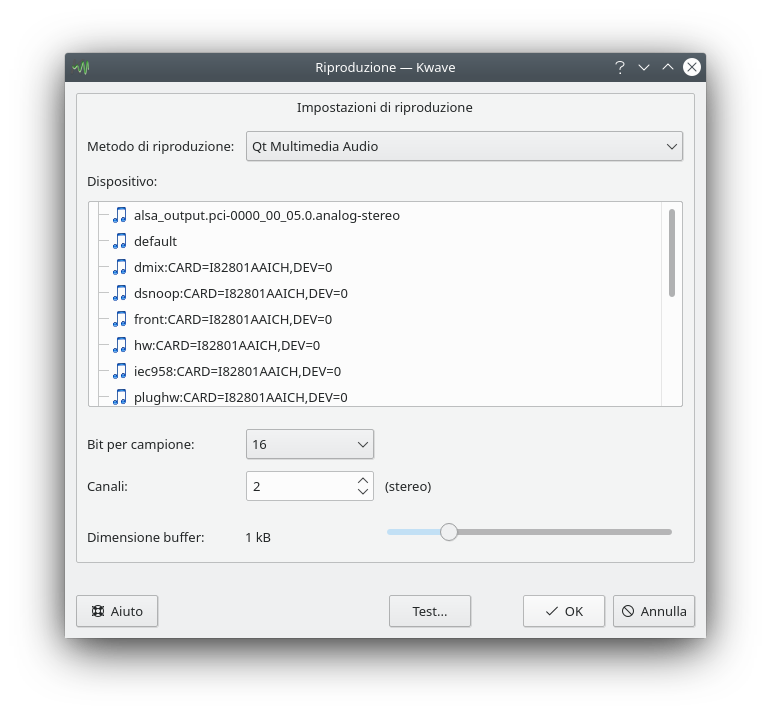 Riproduzione — Kwave
Impostazioni di riproduzione
Metodo di riproduzione: Qt Multimedia Audio
Dispositivo:
alsa_output.pci-0000_00_05.0.analog-stereo
default
dmix:CARD=I82801AAICH,DEV=0
dsnoop:CARD=I82801AAICH,DEV=0
front:CARD=I82801AAICH,DEV=0
hw:CARD=I82801AAICH,DEV=0
iec958:CARD=I82801AAICH,DEV=0
plughw:CARD=I82801AAICH,DEV=0
Bit per campione: 16
Canali: 2 (stereo)
Dimensione buffer: 1 kB
Aiuto Test... OK Annulla